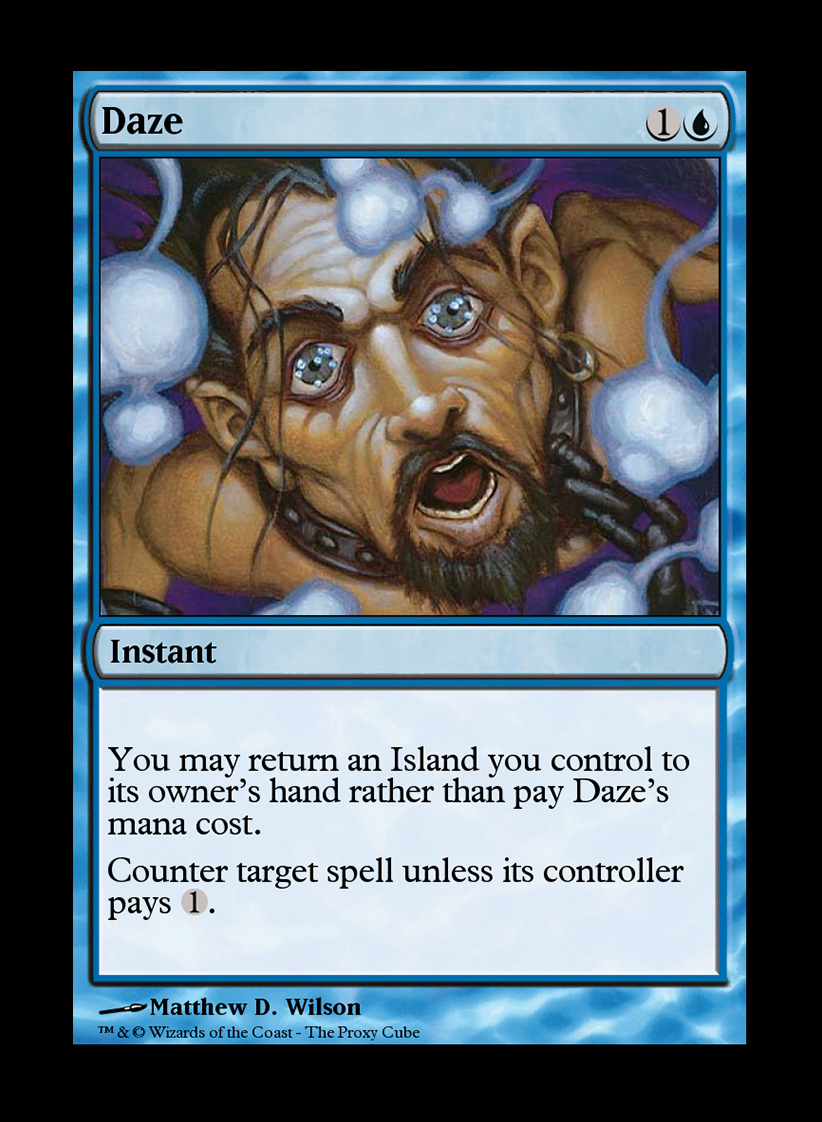 Daze 1
Instant
You may return an Island you control to
its owner's hand rather than pay Daze's
mana cost.
Counter target spell unless its controller
pays 1.
Matthew D. Wilson
™ & © Wizards of the Coast - The Proxy Cube